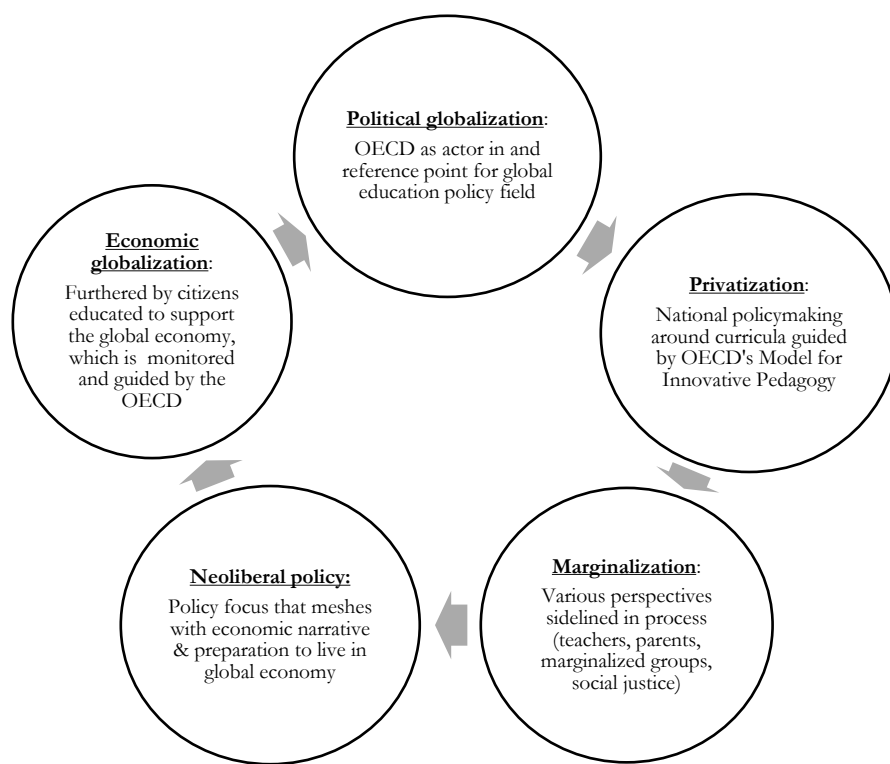 Political globalization:
OECD as actor in and
reference point for global
education policy field
Privatization:
National policymaking
around curricula guided
by OECD's Model for
Innovative Pedagogy
Marginalization:
Various perspectives
sidelined in process
(teachers, parents,
marginalized groups,
social justice)
Neoliberal policy:
Policy focus that meshes
with economic narrative
& preparation to live in
global economy
Economic
globalization:
Furthered by citizens
educated to support
the global economy,
which is monitored
and guided by the
OECD